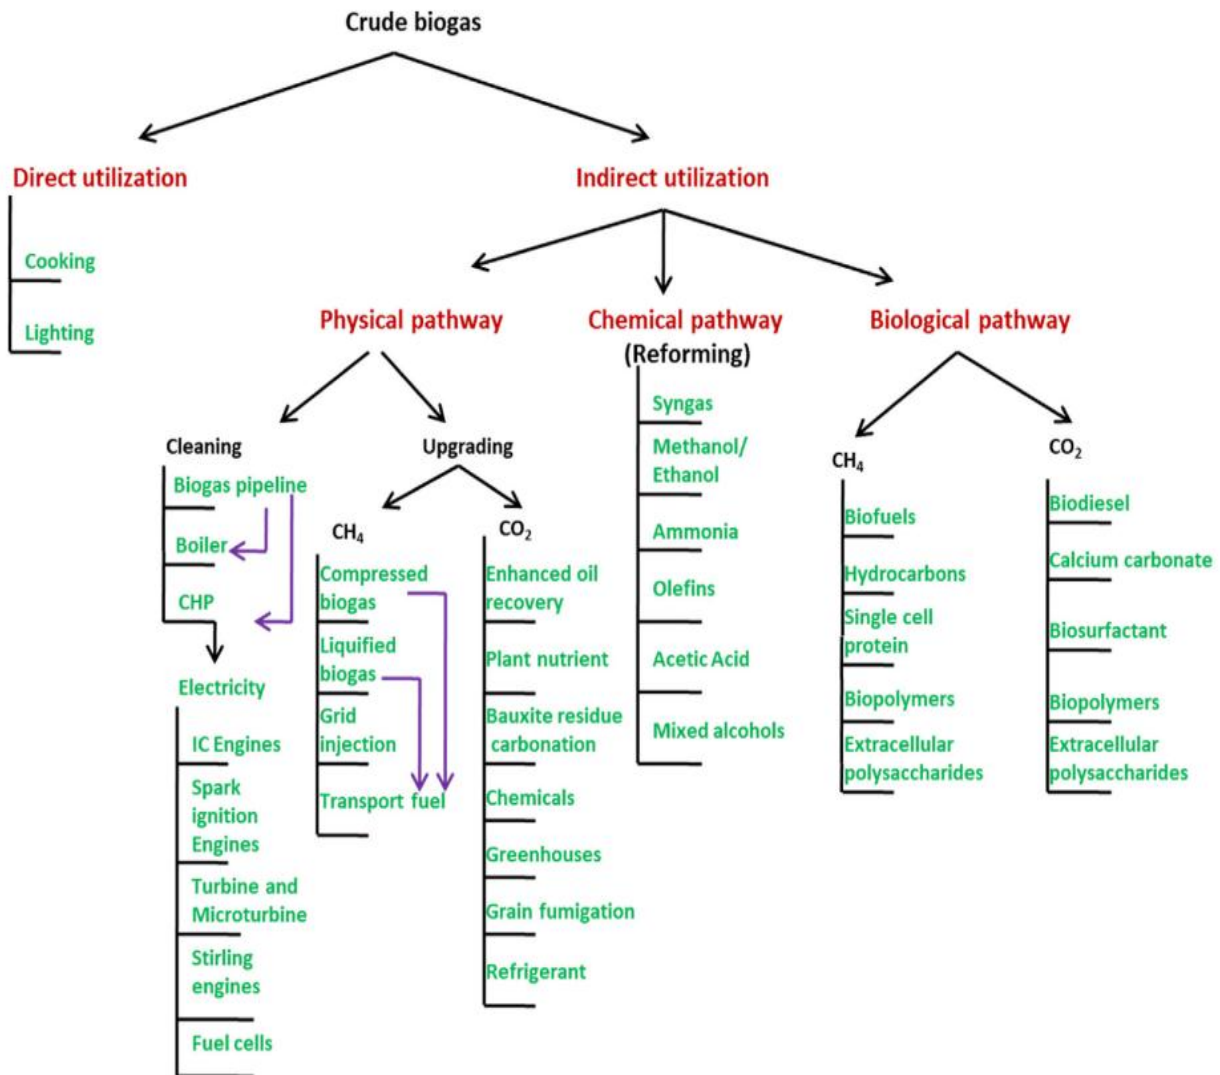 Crude biogas
Direct utilization
Cooking
Lighting
Indirect utilization
Physical pathway
Cleaning
Biogas pipeline
Boiler
CHP
Electricity
IC Engines
Spark
ignition
Engines
Turbine and
Microturbine
Stirling
engines
Fuel cells
Upgrading
CH₄
Compressed
biogas
Liquified
biogas
Grid
injection
Transport fuel
CO₂
Enhanced oil
recovery
Plant nutrient
Bauxite residue
carbonation
Chemicals
Greenhouses
Grain fumigation
Refrigerant
Chemical pathway
(Reforming)
Syngas
Methanol/
Ethanol
Ammonia
Olefins
Acetic Acid
Mixed alcohols
Biological pathway
CH₄
Biofuels
Hydrocarbons
Single cell
protein
Biopolymers
Extracellular
polysaccharides
CO₂
Biodiesel
Calcium carbonate
Biosurfactant
Biopolymers
Extracellular
polysaccharides